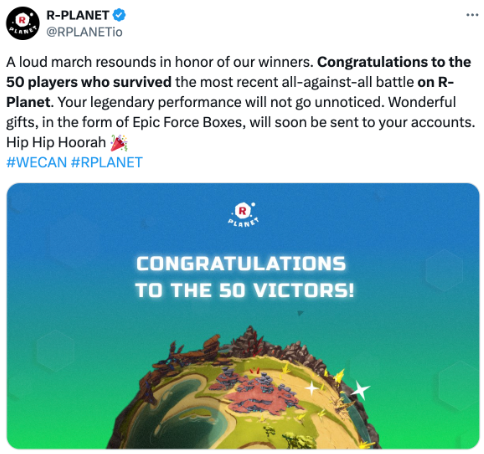 R-PLANET
@RPLANETio
A loud march resounds in honor of our winners. Congratulations to the
50 players who survived the most recent all-against-all battle on R-
Planet. Your legendary performance will not go unnoticed. Wonderful
gifts, in the form of Epic Force Boxes, will soon be sent to your accounts.
Hip Hip Hoorah 🎉
#WECAN #RPLANET
R
PLANET
CONGRATULATIONS
TO THE 50 VICTORS!